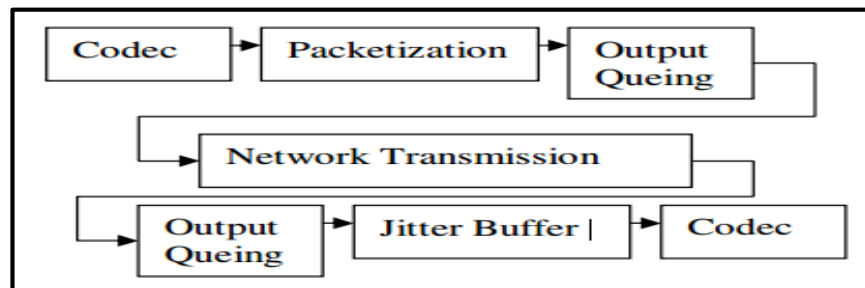 Codec
Packetization
Output
Queing
Network Transmission
Output
Queing
Jitter Buffer |
Codec